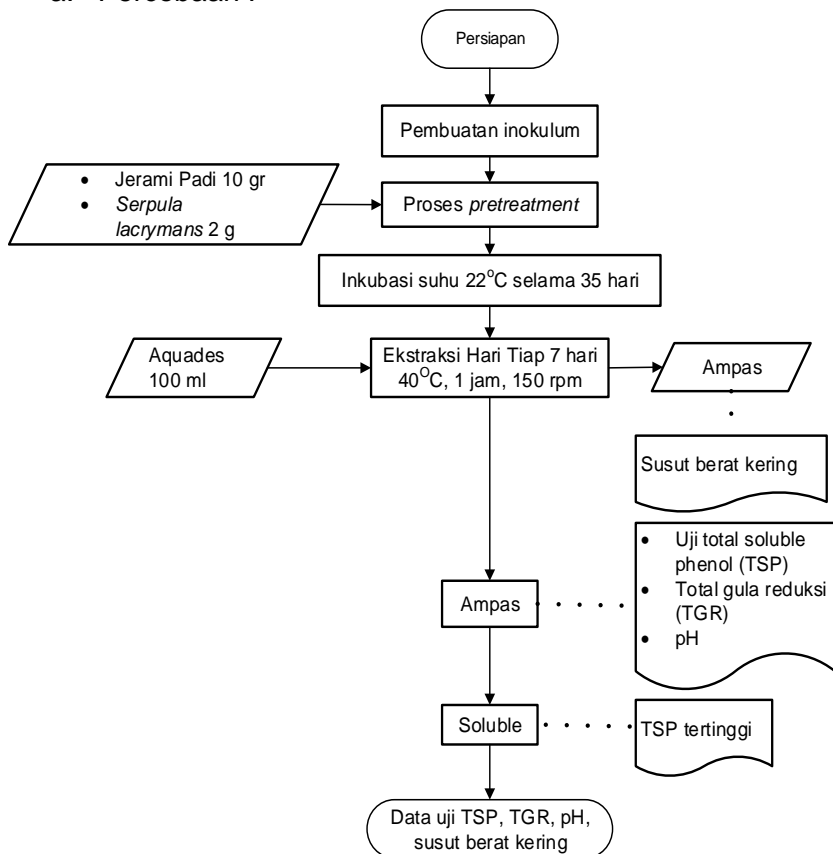 a. Percobaan
Persiapan
Pembuatan inokulum
• Jerami Padi 10 gr
• Serpula
lacrymans 2 g
Proses pretreatment
Inkubasi suhu 22°C selama 35 hari
Aquades
100 ml
Ekstraksi Hari Tiap 7 hari
40°C, 1 jam, 150 rpm
Ampas
Susut berat kering
• Uji total soluble
phenol (TSP)
• Total gula reduksi
(TGR)
• pH
Ampas
Soluble
TSP tertinggi
Data uji TSP, TGR, pH,
susut berat kering